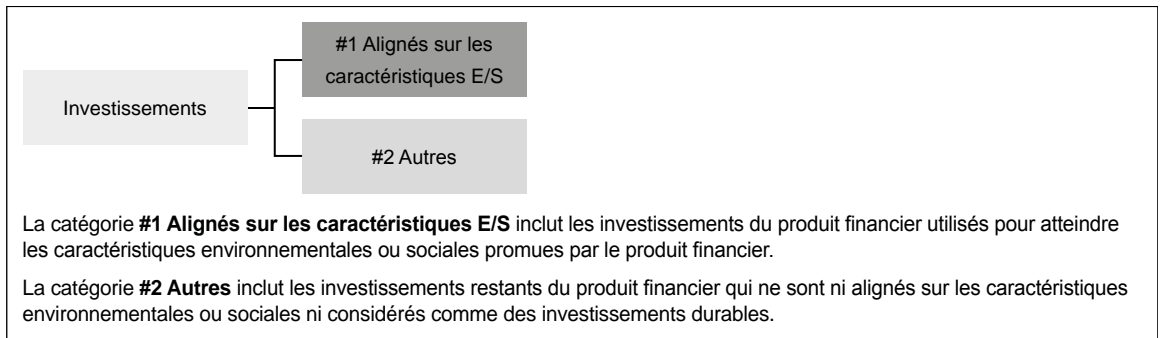 #1 Alignés sur les
caractéristiques E/S
Investissements
#2 Autres
La catégorie #1 Alignés sur les caractéristiques E/S inclut les investissements du produit financier utilisés pour atteindre
les caractéristiques environnementales ou sociales promues par le produit financier.
La catégorie #2 Autres inclut les investissements restants du produit financier qui ne sont ni alignés sur les caractéristiques
environnementales ou sociales ni considérés comme des investissements durables.